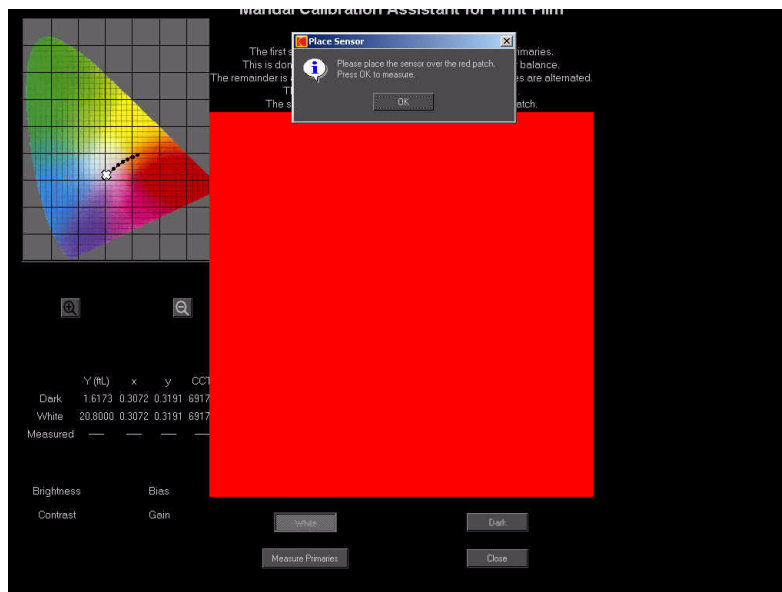 Manual Calibration Assistant for Print Film
Place Sensor
The first s
rimaries.
This is don
balance.
The remainder is
es are alternated.
Tl
The s
atch.
Please place the sensor over the red patch.
Press OK to measure.
OK
Y (ftL) x y CCT
Dark 1.6173 0.3072 0.3191 6917
White 20.8000 0.3072 0.3191 6917
Measured — — — —
Brightness Bias
Contrast Gain
White Dark
Measure Primaries Close